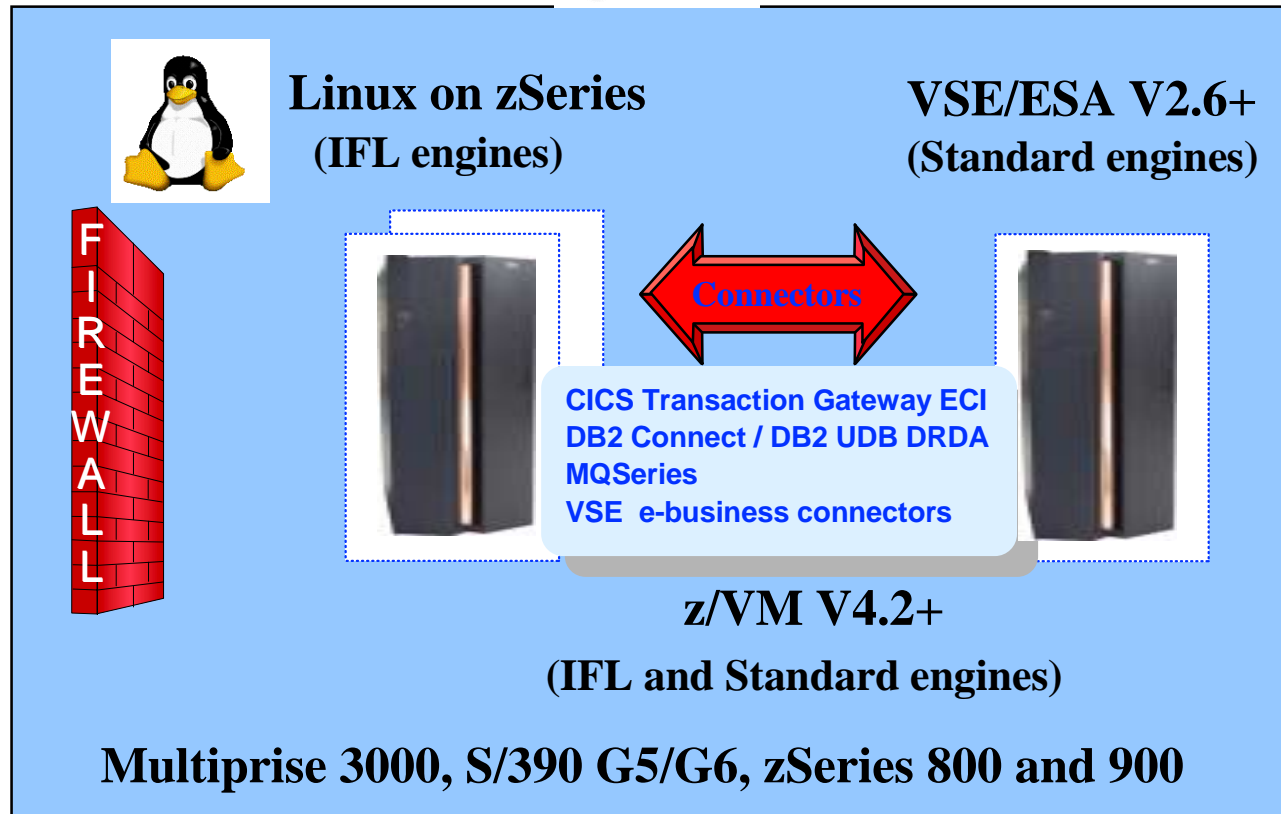 Linux on zSeries
(IFL engines)
VSE/ESA V2.6+
(Standard engines)
FIREWALL
Connectors
CICS Transaction Gateway ECI
DB2 Connect / DB2 UDB DRDA
MQSeries
VSE e-business connectors
z/VM V4.2+
(IFL and Standard engines)
Multiprise 3000, S/390 G5/G6, zSeries 800 and 900